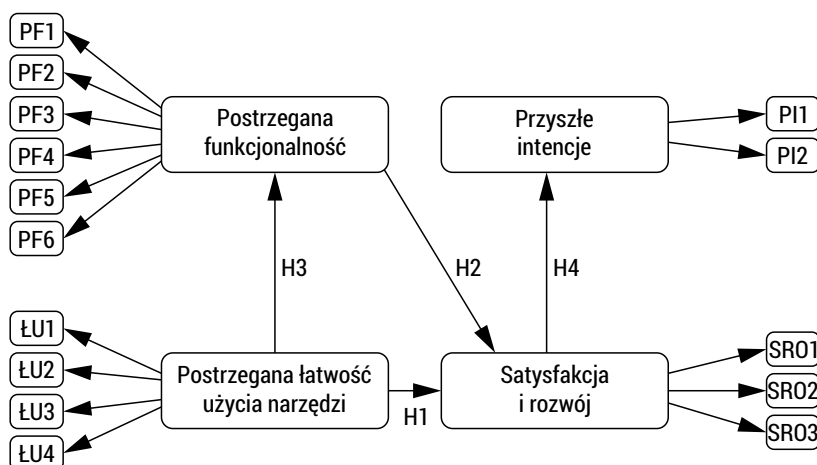 PF1
PF2
PF3
PF4
PF5
PF6
Postrzegana
funkcjonalność
Przyszłe
intencje
PI1
PI2
H3
H2
H4
ŁU1
ŁU2
ŁU3
ŁU4
Postrzegana łatwość
użycia narzędzi
H1
Satysfakcja
i rozwój
SRO1
SRO2
SRO3